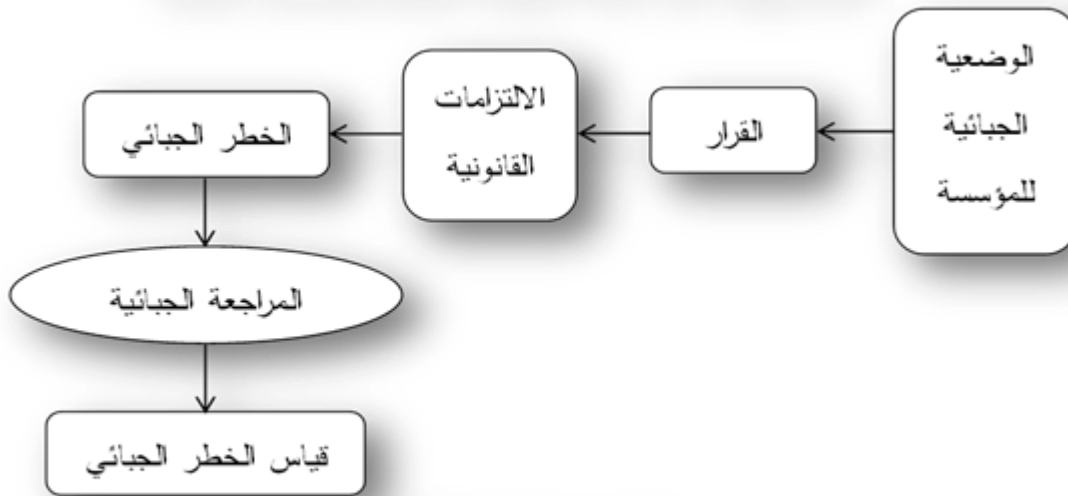 الوضعية
الجبائية
للمؤسسة
القرار
الالتزامات
القانونية
الخطر الجبائي
المراجعة الجبائية
قياس الخطر الجبائي